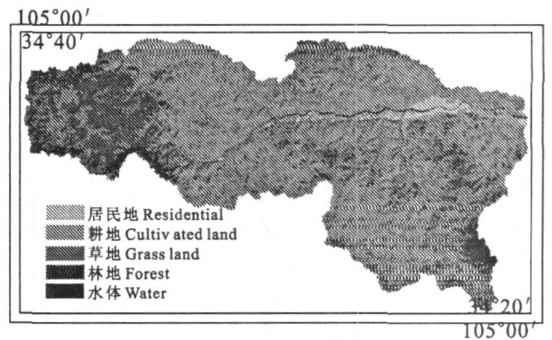 105°00′
34°40′
居民地 Residential
耕地 Cultiv ated land
草地 Grass land
林地 Forest
水体 Water
34°20′
105°00′